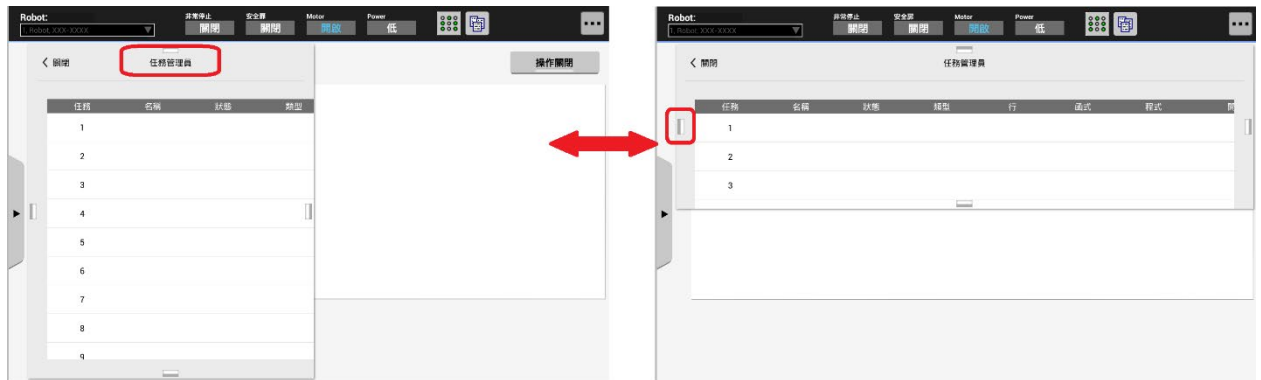 Robot:
1. Robot, XXX-XXXX
非常停止
關閉
安全扉
關閉
Motor
開啟
Power
低
關閉
任務管理員
操作關閉
任務 名稱 狀態 類型
1
2
3
4
5
6
7
8
9
Robot:
1. Robot, XXX-XXXX
非常停止
關閉
安全扉
關閉
Motor
開啟
Power
低
關閉
任務管理員
任務 名稱 狀態 類型 行 函式 程式
1
2
3